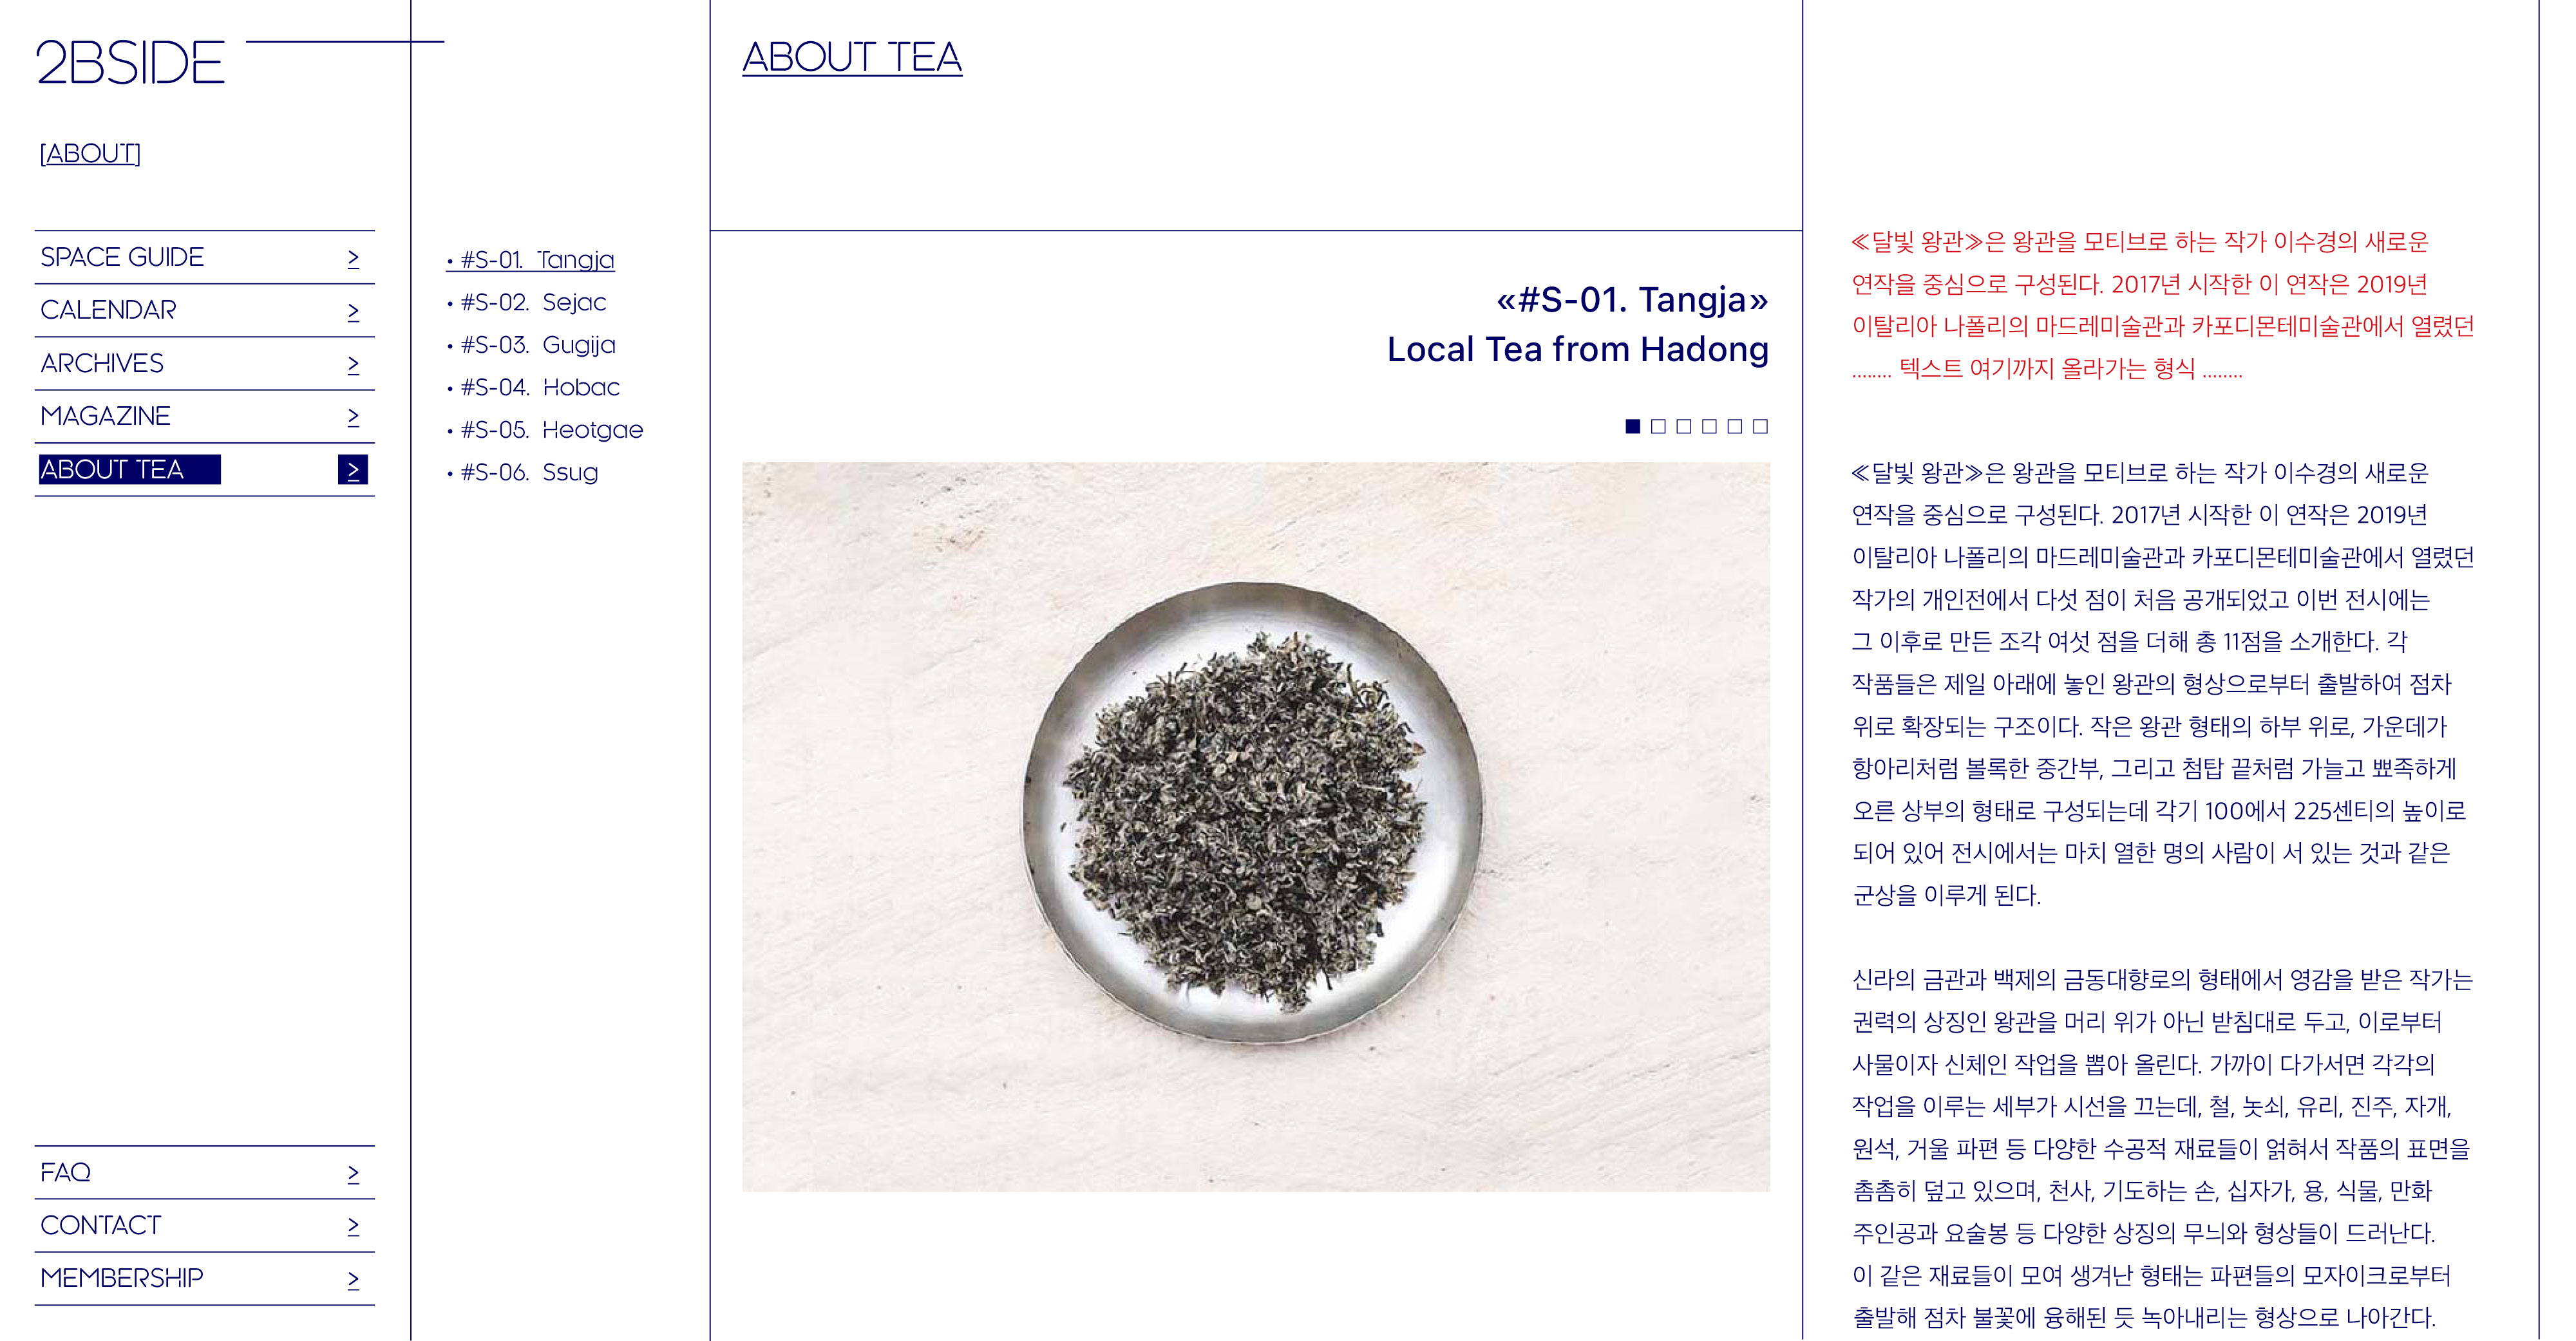 2BSIDE
[ABOUT]
SPACE GUIDE >
CALENDAR >
ARCHIVES >
MAGAZINE >
ABOUT TEA >
FAQ >
CONTACT >
MEMBERSHIP >
• #S-01. Tangja
• #S-02. Sejac
• #S-03. Gugija
• #S-04. Hobac
• #S-05. Heotgae
• #S-06. Ssug
ABOUT TEA
«#S-01. Tangja»
Local Tea from Hadong
≪달빛 왕관≫은 왕관을 모티브로 하는 작가 이수경의 새로운
연작을 중심으로 구성된다. 2017년 시작한 이 연작은 2019년
이탈리아 나폴리의 마드레미술관과 카포디몬테미술관에서 열렸던
........ 텍스트 여기까지 올라가는 형식 ........
≪달빛 왕관≫은 왕관을 모티브로 하는 작가 이수경의 새로운
연작을 중심으로 구성된다. 2017년 시작한 이 연작은 2019년
이탈리아 나폴리의 마드레미술관과 카포디몬테미술관에서 열렸던
작가의 개인전에서 다섯 점이 처음 공개되었고 이번 전시에는
그 이후로 만든 조각 여섯 점을 더해 총 11점을 소개한다. 각
작품들은 제일 아래에 놓인 왕관의 형상으로부터 출발하여 점차
위로 확장되는 구조이다. 작은 왕관 형태의 하부 위로, 가운데가
항아리처럼 볼록한 중간부, 그리고 첨탑 끝처럼 가늘고 뾰족하게
오른 상부의 형태로 구성되는데 각기 100에서 225센티의 높이로
되어 있어 전시에서는 마치 열한 명의 사람이 서 있는 것과 같은
군상을 이루게 된다.
신라의 금관과 백제의 금동대향로의 형태에서 영감을 받은 작가는
권력의 상징인 왕관을 머리 위가 아닌 받침대로 두고, 이로부터
사물이자 신체인 작업을 뽑아 올린다. 가까이 다가서면 각각의
작업을 이루는 세부가 시선을 끄는데, 철, 놋쇠, 유리, 진주, 자개,
원석, 거울 파편 등 다양한 수공적 재료들이 얽혀서 작품의 표면을
촘촘히 덮고 있으며, 천사, 기도하는 손, 십자가, 용, 식물, 만화
주인공과 요술봉 등 다양한 상징의 무늬와 형상들이 드러난다.
이 같은 재료들이 모여 생겨난 형태는 파편들의 모자이크로부터
출발해 점차 불꽃에 융해된 듯 녹아내리는 형상으로 나아간다.